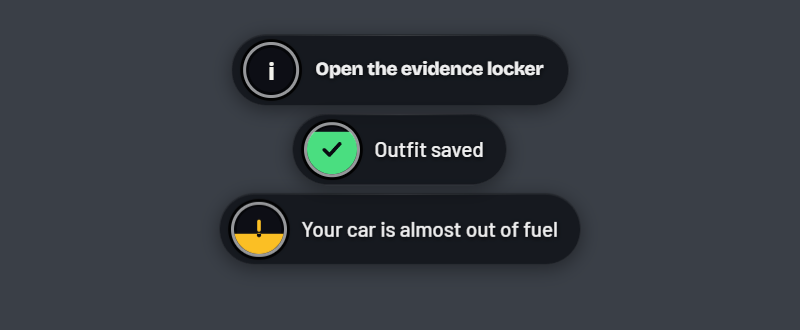 i
Open the evidence locker
Outfit saved
!
Your car is almost out of fuel